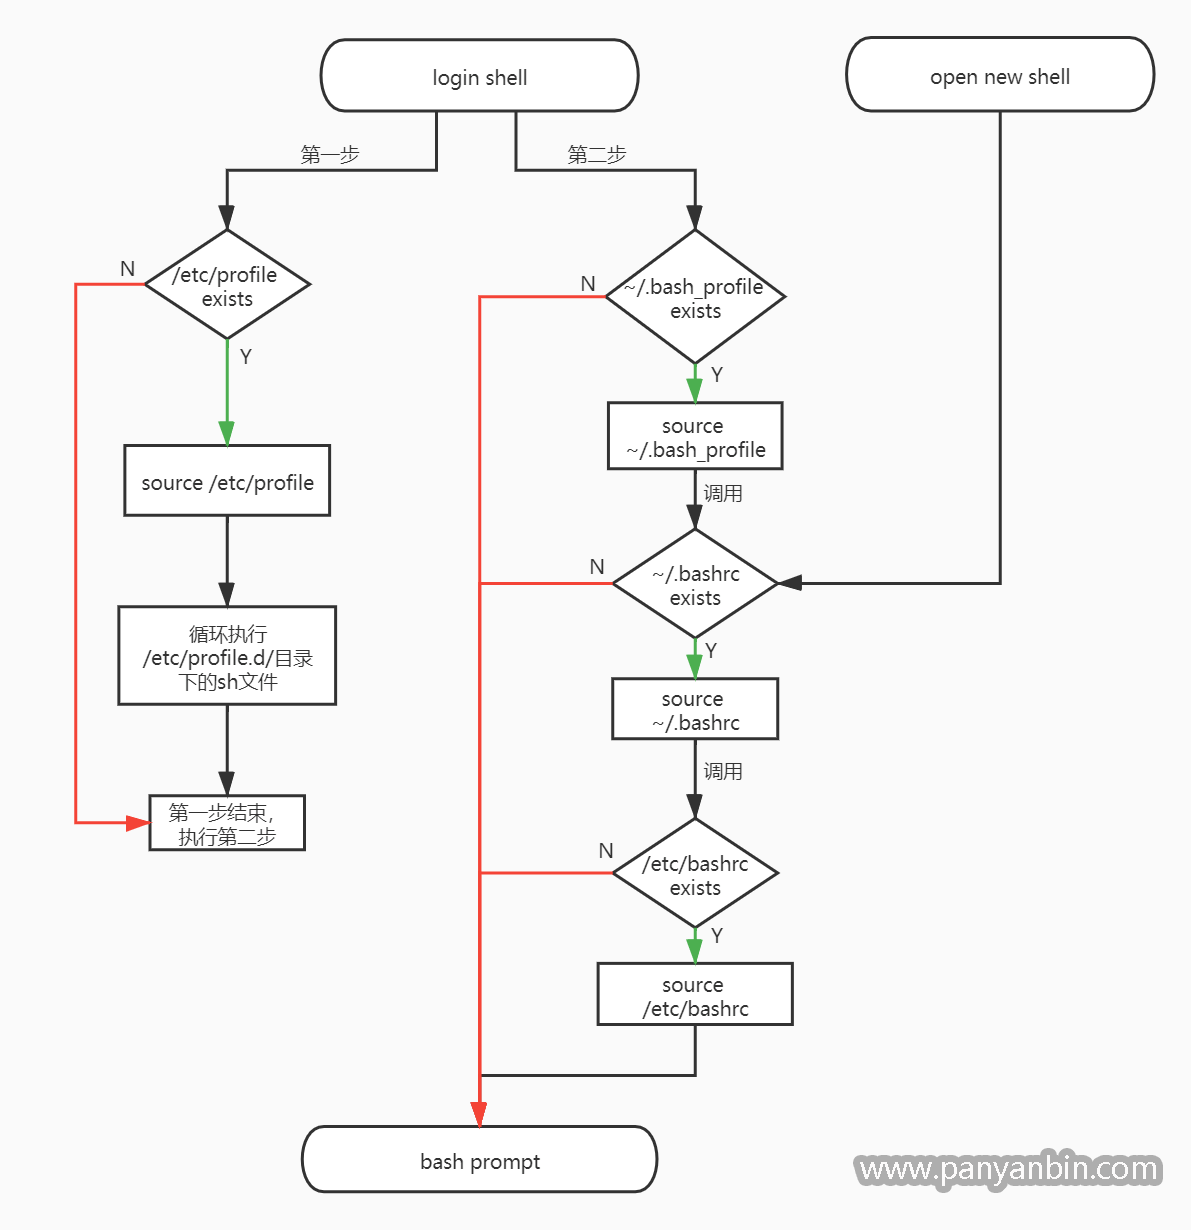 login shell
open new shell
第一步
第二步
N
/etc/profile
exists
Y
source /etc/profile
循环执行
/etc/profile.d/目录
下的sh文件
第一步结束，
执行第二步
N
~/.bash_profile
exists
Y
source
~/.bash_profile
调用
N
~/.bashrc
exists
Y
source
~/.bashrc
调用
N
/etc/bashrc
exists
Y
source
/etc/bashrc
bash prompt
www.panyanbin.com